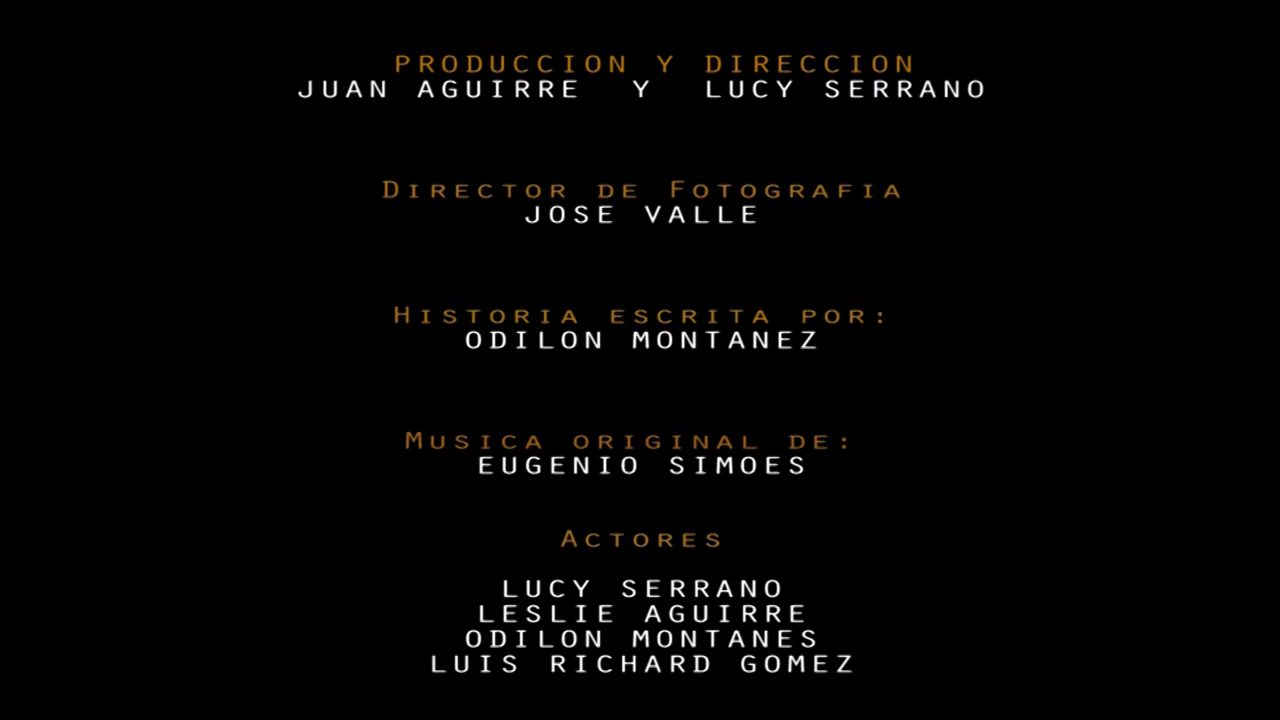 PRODUCCION Y DIRECCION
JUAN AGUIRRE Y LUCY SERRANO
DIRECTOR DE FOTOGRAFIA
JOSE VALLE
HISTORIA ESCRITA POR:
ODILON MONTANEZ
MUSICA ORIGINAL DE:
EUGENIO SIMOES
ACTORES
LUCY SERRANO
LESLIE AGUIRRE
ODILON MONTANES
LUIS RICHARD GOMEZ